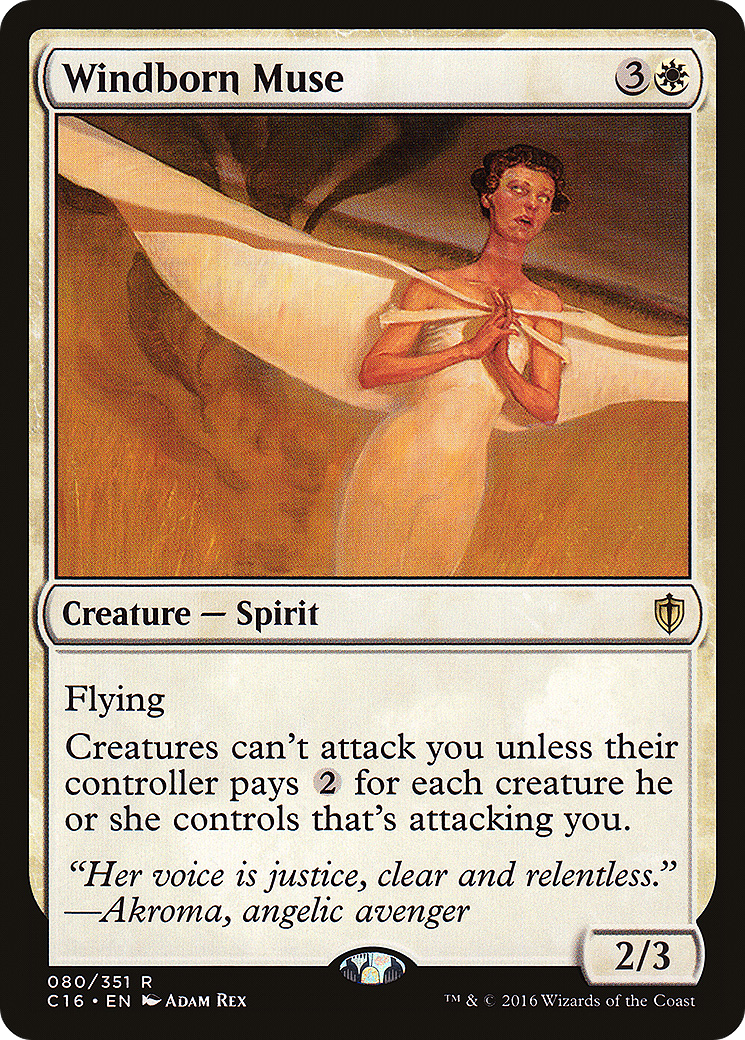 Windborn Muse 3
Creature — Spirit
Flying
Creatures can't attack you unless their
controller pays 2 for each creature he
or she controls that's attacking you.
“Her voice is justice, clear and relentless.”
—Akroma, angelic avenger
2/3
080/351 R
C16 • EN Adam Rex
™ & © 2016 Wizards of the Coast